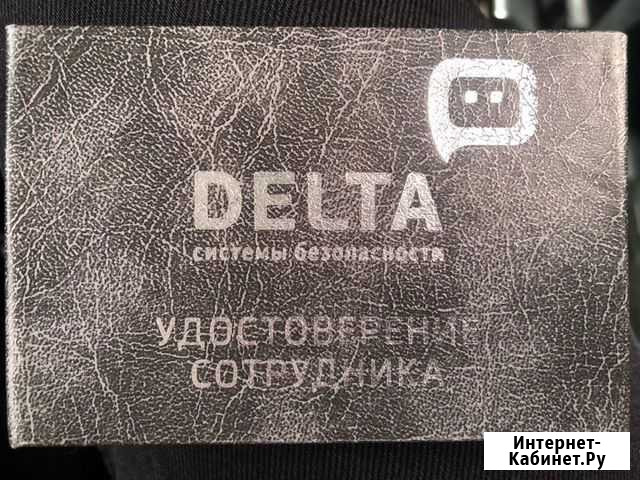 DELTA
системы безопасности
УДОСТОВЕРЕНИЕ
СОТРУДНИКА
Интернет-
Кабинет.Ру